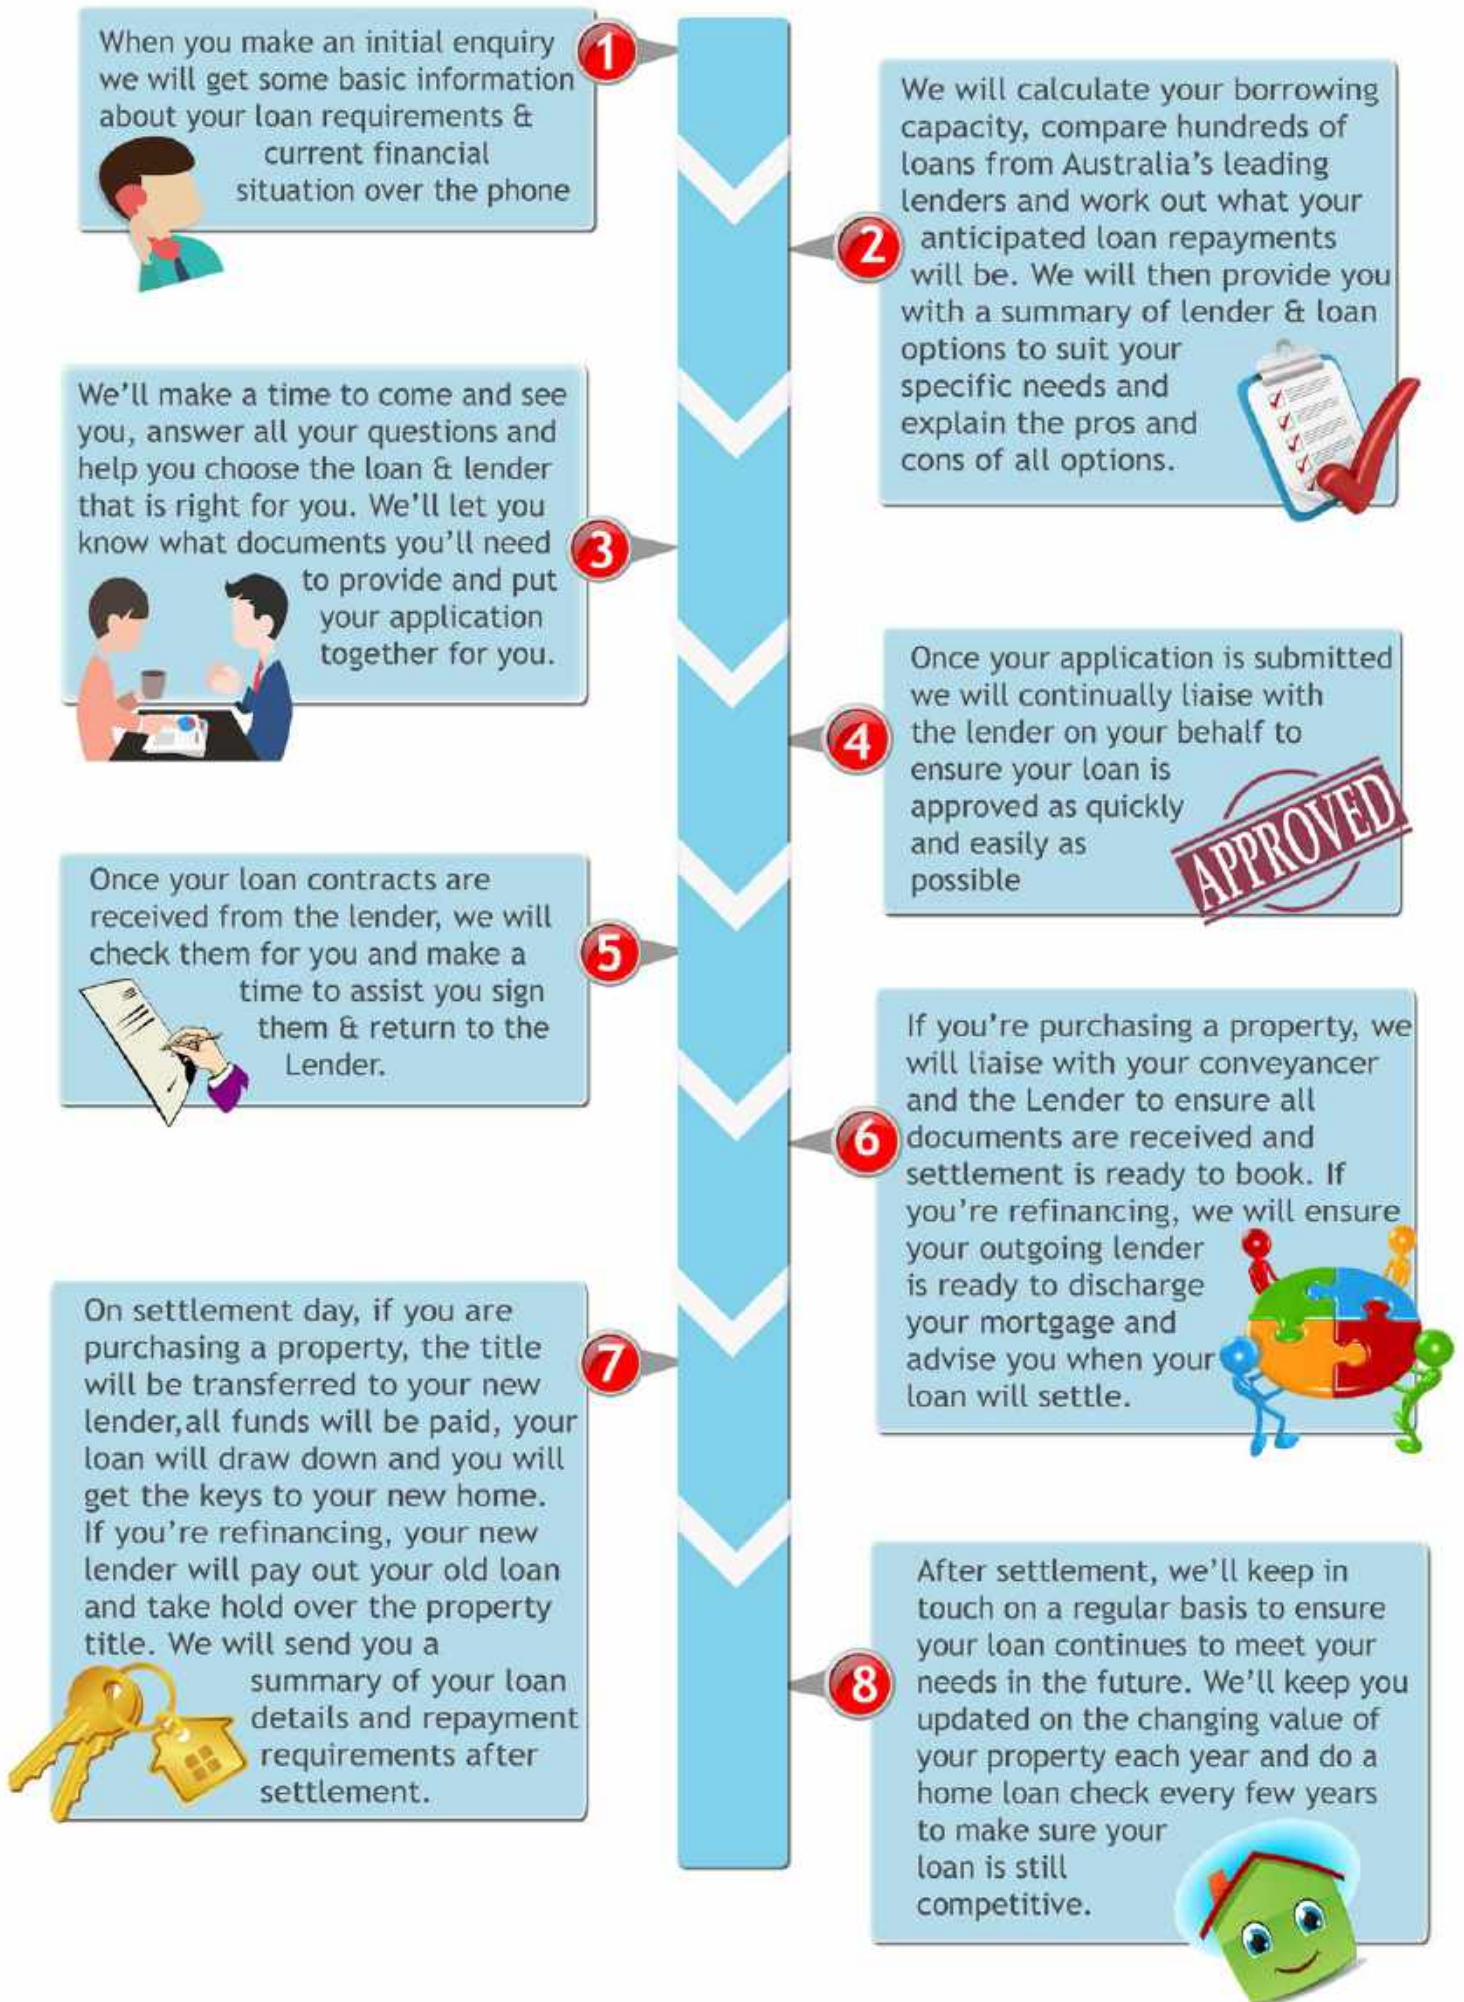 1
When you make an initial enquiry
we will get some basic information
about your loan requirements &
current financial
situation over the phone
2
We will calculate your borrowing
capacity, compare hundreds of
loans from Australia's leading
lenders and work out what your
anticipated loan repayments
will be. We will then provide you
with a summary of lender & loan
options to suit your
specific needs and
explain the pros and
cons of all options.
3
We'll make a time to come and see
you, answer all your questions and
help you choose the loan & lender
that is right for you. We'll let you
know what documents you'll need
to provide and put
your application
together for you.
4
Once your application is submitted
we will continually liaise with
the lender on your behalf to
ensure your loan is
approved as quickly
and easily as
possible
APPROVED
5
Once your loan contracts are
received from the lender, we will
check them for you and make a
time to assist you sign
them & return to the
Lender.
6
If you're purchasing a property, we
will liaise with your conveyancer
and the Lender to ensure all
documents are received and
settlement is ready to book. If
you're refinancing, we will ensure
your outgoing lender
is ready to discharge
your mortgage and
advise you when your
loan will settle.
7
On settlement day, if you are
purchasing a property, the title
will be transferred to your new
lender,all funds will be paid, your
loan will draw down and you will
get the keys to your new home.
If you're refinancing, your new
lender will pay out your old loan
and take hold over the property
title. We will send you a
summary of your loan
details and repayment
requirements after
settlement.
8
After settlement, we'll keep in
touch on a regular basis to ensure
your loan continues to meet your
needs in the future. We'll keep you
updated on the changing value of
your property each year and do a
home loan check every few years
to make sure your
loan is still
competitive.